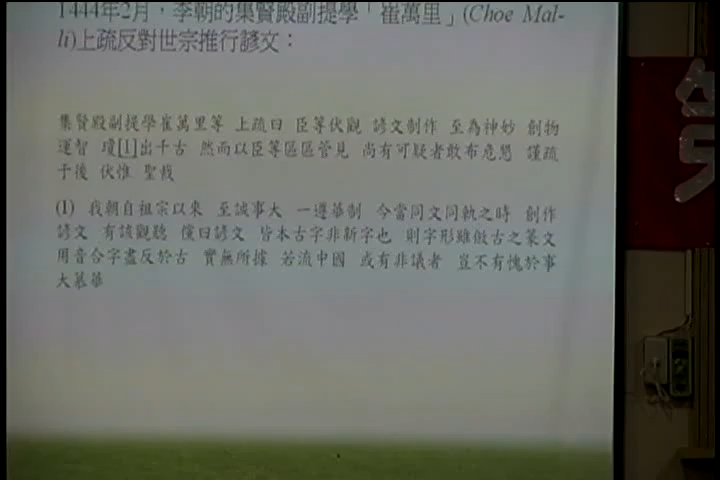 1444年2月，李朝的集賢殿副提學「崔萬里」(Choe Mal-
li)上疏反對世宗推行諺文：
集賢殿副提學崔萬里等 上疏曰 臣等伏觀 諺文制作 至為神妙 創物
運智 瓊[1]出千古 然而以臣等區區管見 尚有可疑者敢布危懇 謹疏
于後 伏惟 聖裁
(1) 我朝自祖宗以來 至誠事大 一遵華制 今當同文同軌之時 創作
諺文 有該觀聽 儻曰諺文 皆本古字非新字也 則字形雖倣古之篆文
用音合字盡反於古 實無所據 若流中國 或有非議者 豈不有愧於事
大慕華